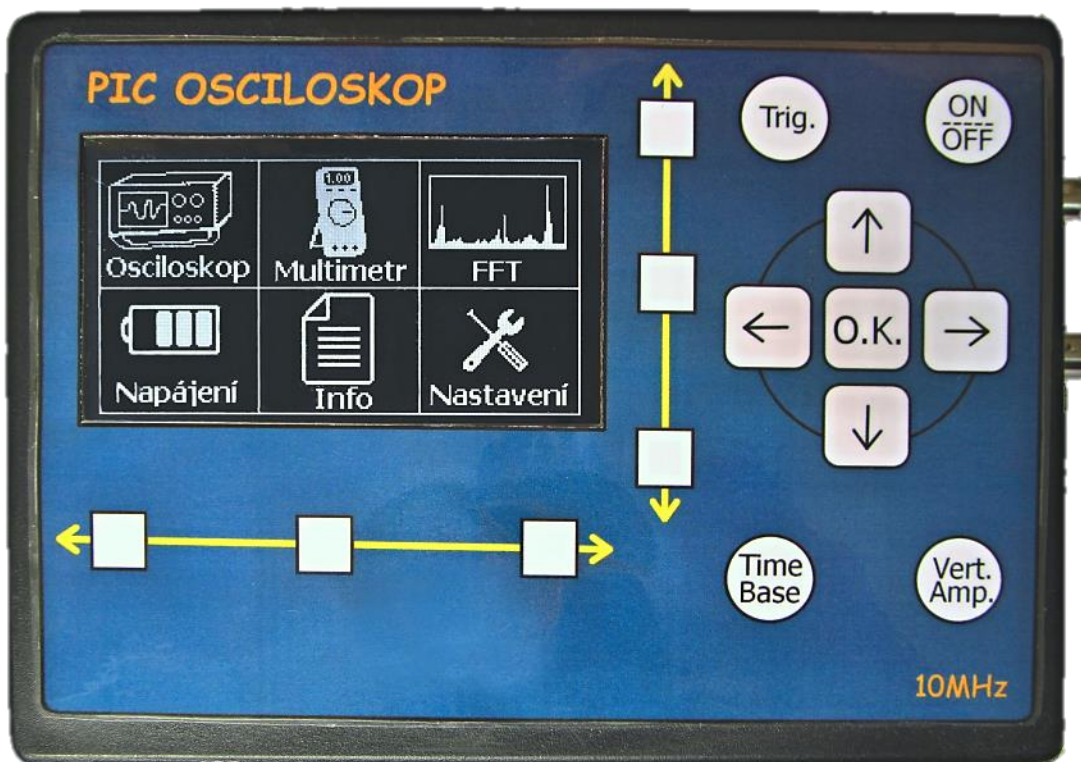 PIC OSCILOSKOP
Trig.
ON
OFF
1.00
Osciloskop
Multimetr
FFT
Napájení
Info
Nastavení
↑
←
O.K.
→
↓
Time
Base
Vert.
Amp.
10MHz